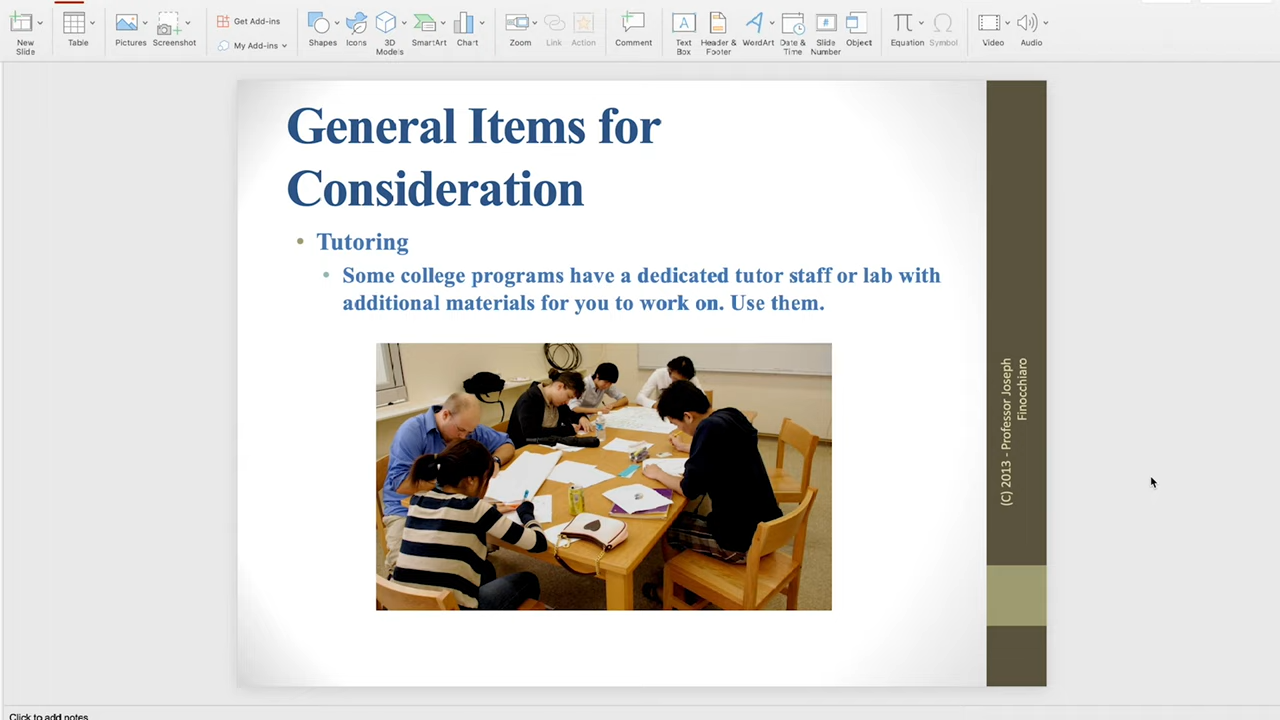 New
Slide
Table
Pictures
Screenshot
Get Add-ins
My Add-ins
Shapes
Icons
3D
Models
SmartArt
Chart
Zoom
Link
Action
Comment
Text
Box
Header &
Footer
WordArt
Date &
Time
Slide
Number
Object
Equation
Symbol
Video
Audio
General Items for
Consideration
• Tutoring
• Some college programs have a dedicated tutor staff or lab with
additional materials for you to work on. Use them.
(C) 2013 - Professor Joseph
Finocchiaro
Click to add notes